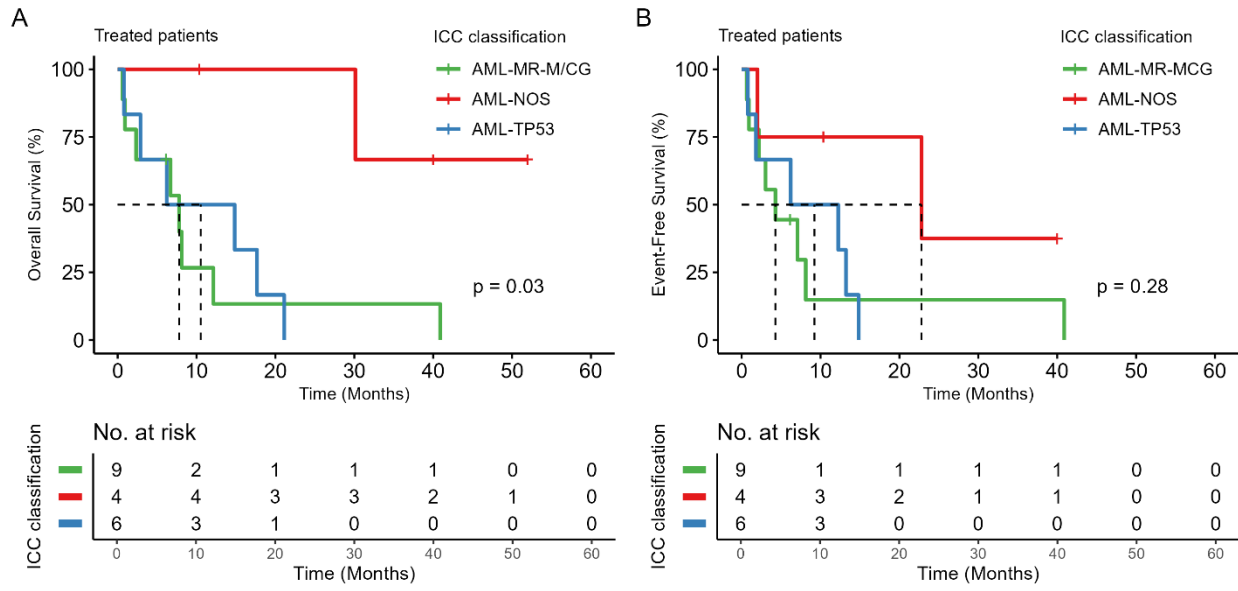 A
Treated patients
ICC classification
AML-MR-M/CG
AML-NOS
AML-TP53
Overall Survival (%)
100
75
50
25
0
p = 0.03
0 10 20 30 40 50 60
Time (Months)
No. at risk
ICC classification
9 2 1 1 1 0 0
4 4 3 3 2 1 0
6 3 1 0 0 0 0
0 10 20 30 40 50 60
Time (Months)
B
Treated patients
ICC classification
AML-MR-MCG
AML-NOS
AML-TP53
Event-Free Survival (%)
100
75
50
25
0
p = 0.28
0 10 20 30 40 50 60
Time (Months)
No. at risk
ICC classification
9 1 1 1 1 0 0
4 3 2 1 1 0 0
6 3 0 0 0 0 0
0 10 20 30 40 50 60
Time (Months)